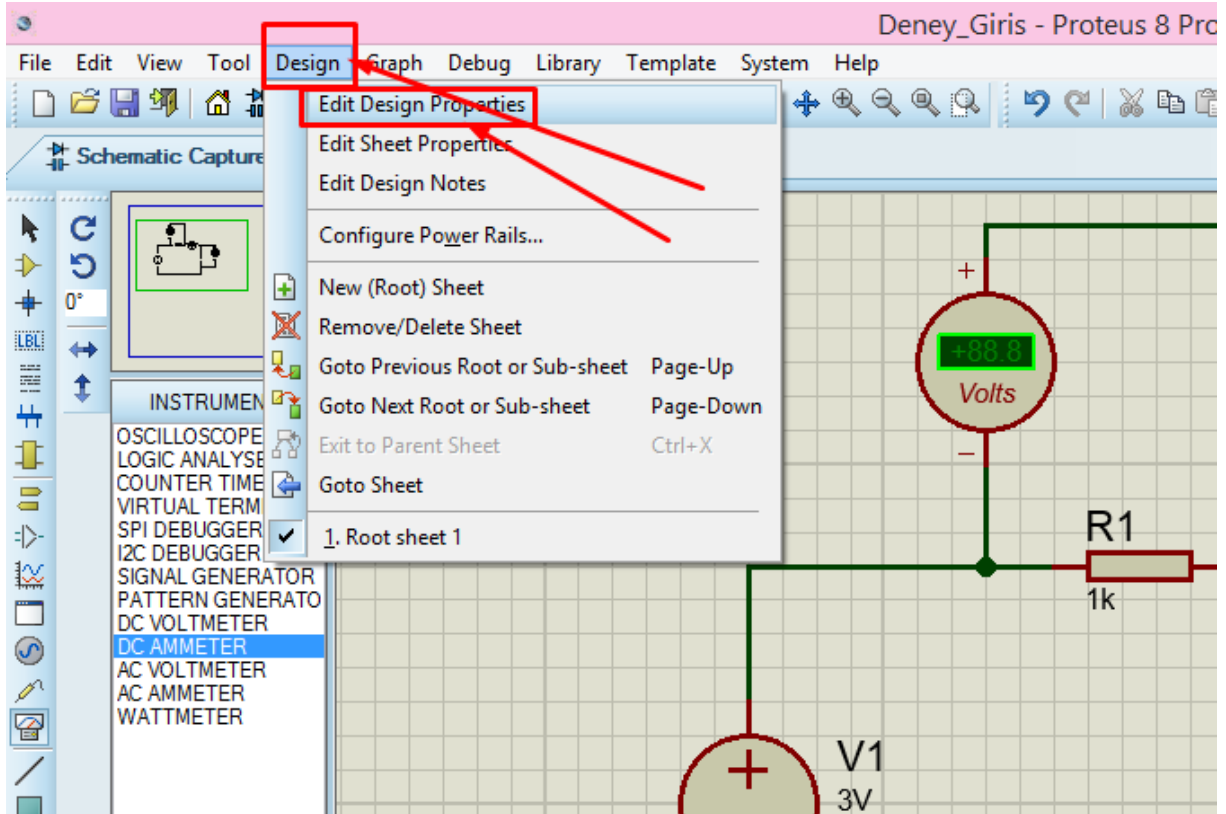 Deney_Giris - Proteus 8 Pro
File Edit View Tool Design Graph Debug Library Template System Help
Schematic Capture
Edit Design Properties
Edit Sheet Properties
Edit Design Notes
Configure Power Rails...
New (Root) Sheet
Remove/Delete Sheet
Goto Previous Root or Sub-sheet Page-Up
Goto Next Root or Sub-sheet Page-Down
Exit to Parent Sheet Ctrl+X
Goto Sheet
1. Root sheet 1
0°
LBL
INSTRUMEN
OSCILLOSCOPE
LOGIC ANALYSE
COUNTER TIME
VIRTUAL TERM
SPI DEBUGGER
I2C DEBUGGER
SIGNAL GENERATOR
PATTERN GENERATO
DC VOLTMETER
DC AMMETER
AC VOLTMETER
AC AMMETER
WATTMETER
+
+88.8
Volts
−
R1
1k
V1
3V